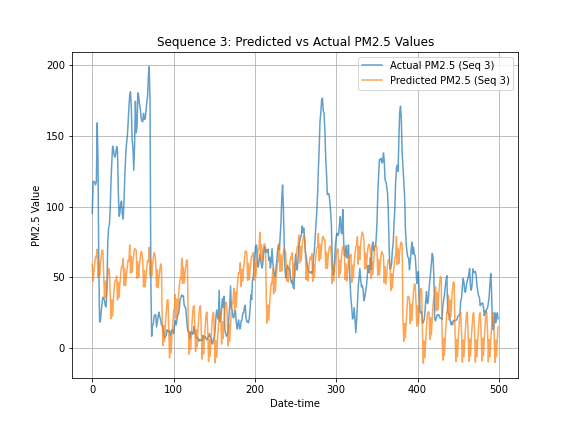 Sequence 3: Predicted vs Actual PM2.5 Values
Actual PM2.5 (Seq 3)
Predicted PM2.5 (Seq 3)
200
150
100
50
0
PM2.5 Value
0 100 200 300 400 500
Date-time